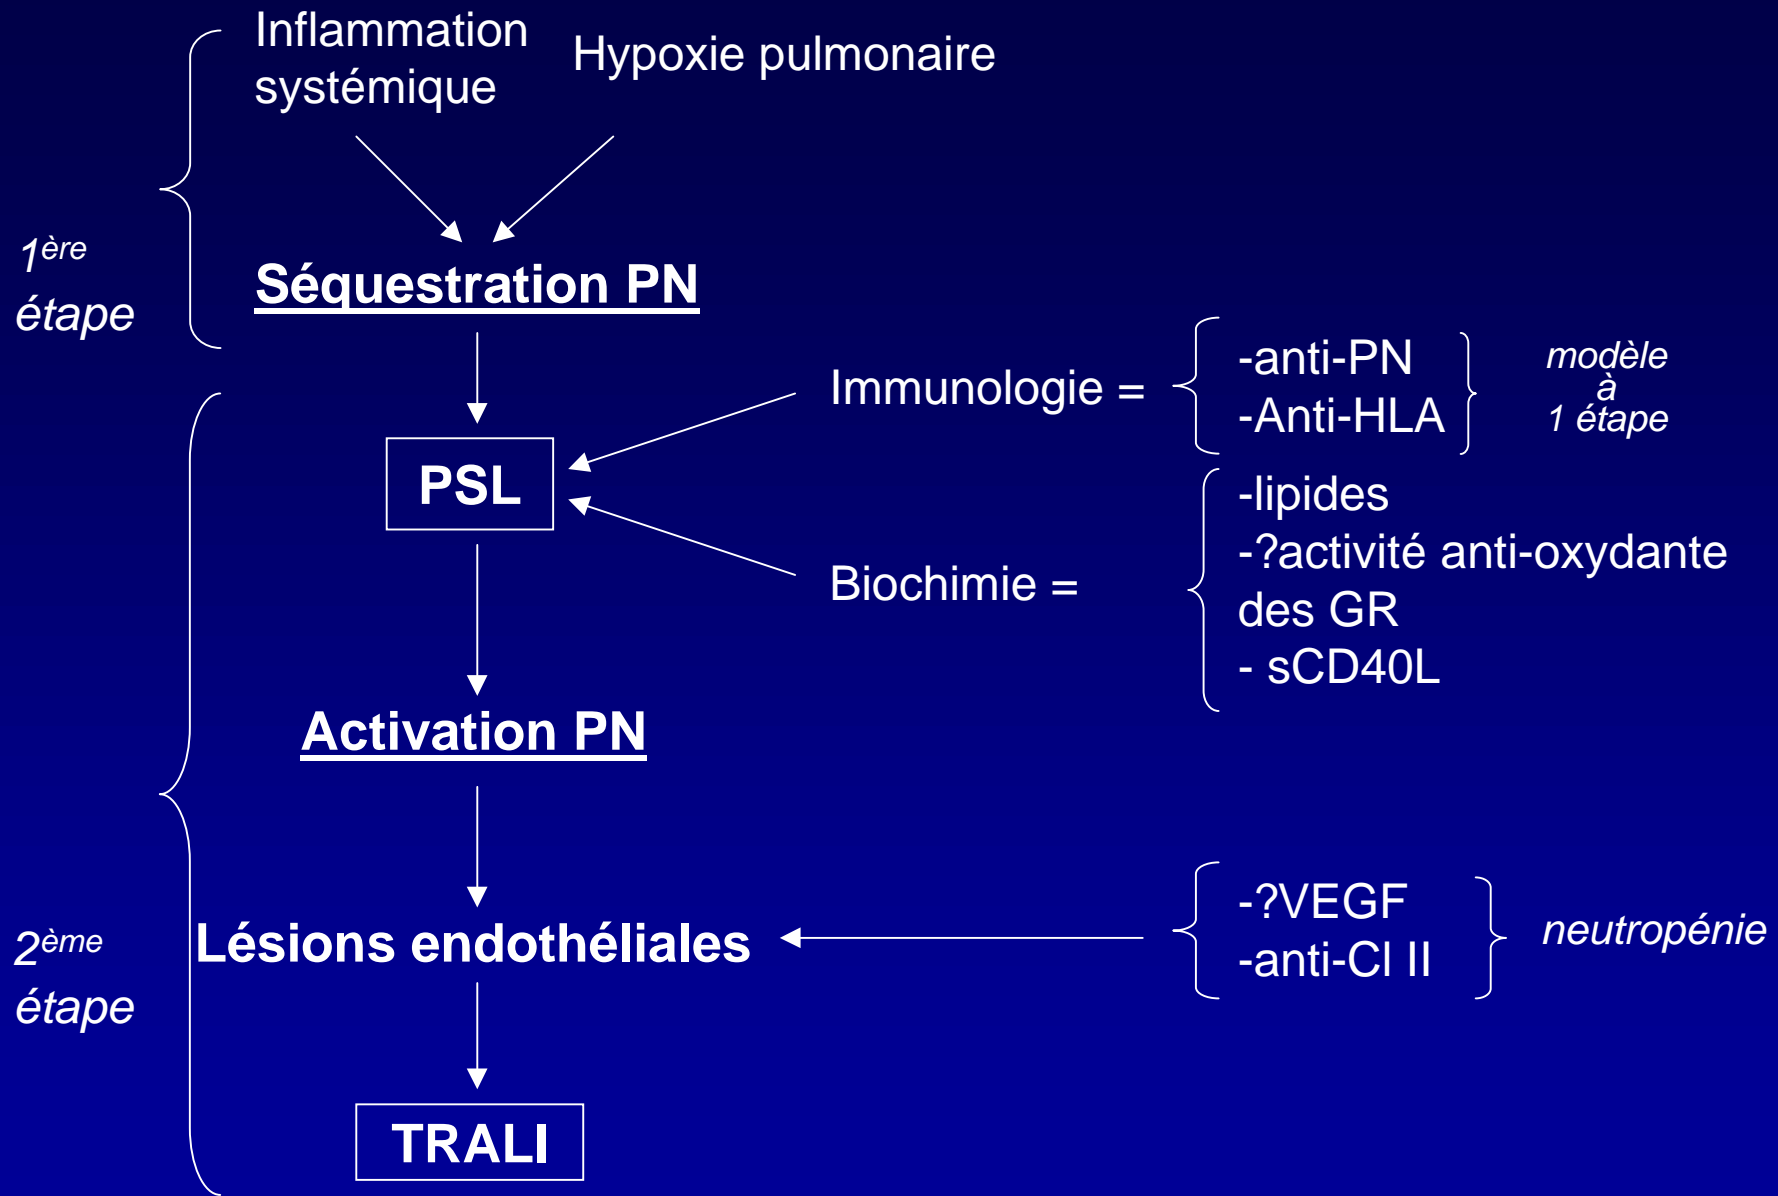 Inflammation
systémique
Hypoxie pulmonaire
1ère
étape
Séquestration PN
PSL
Immunologie =
-anti-PN
-Anti-HLA
modèle
à
1 étape
Biochimie =
-lipides
-?activité anti-oxydante
des GR
- sCD40L
Activation PN
2ème
étape
Lésions endothéliales
-?VEGF
-anti-Cl II
neutropénie
TRALI